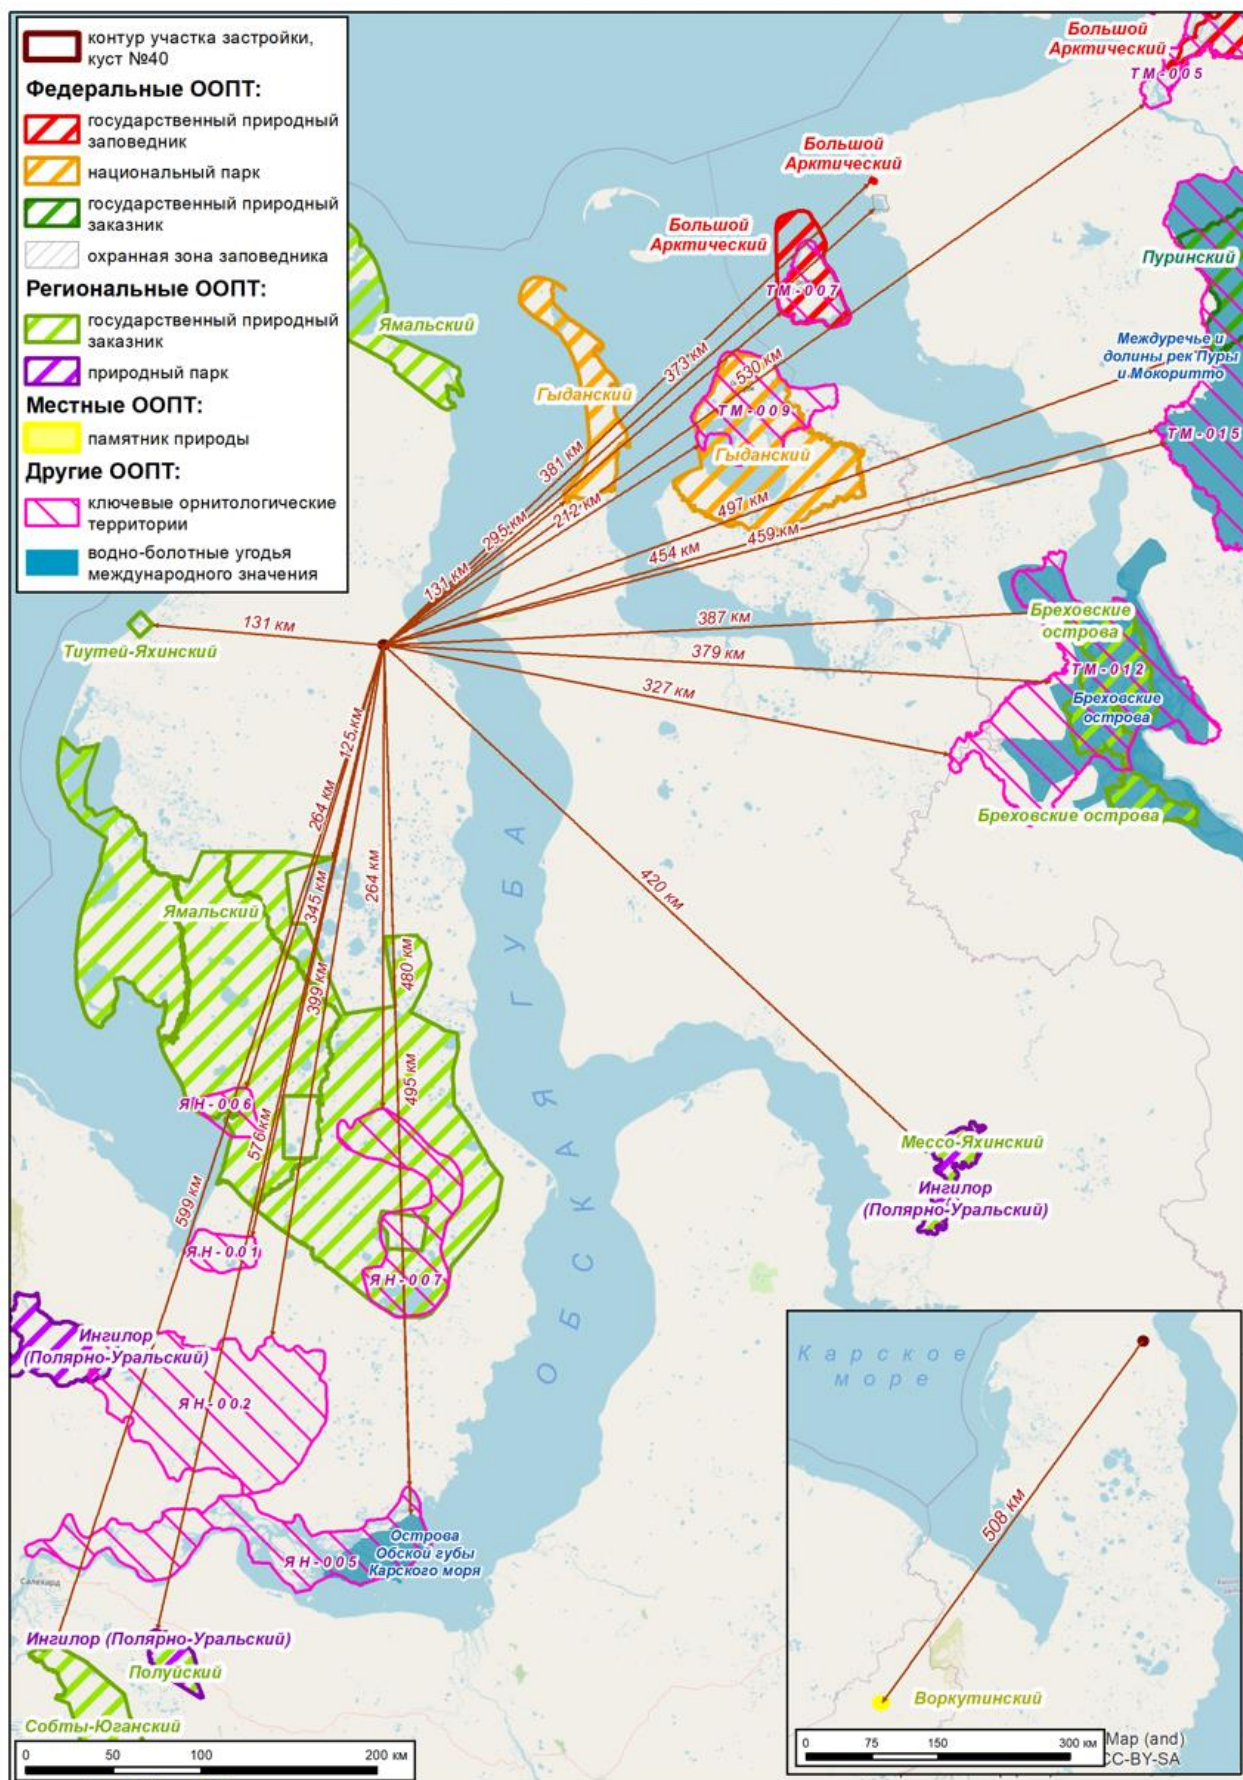 контур участка застройки,
куст №40
Федеральные ООПТ:
государственный природный
заповедник
национальный парк
государственный природный
заказник
охранная зона заповедника
Региональные ООПТ:
государственный природный
заказник
природный парк
Местные ООПТ:
памятник природы
Другие ООПТ:
ключевые орнитологические
территории
водно-болотные угодья
международного значения
Большой
Арктический
ТМ-005
Большой
Арктический
Большой
Арктический
ТМ-007
Пуринский
Ямальский
Междуречье и
долины рек Пуры
и Мокоритто
Гыданский
ТМ-009
Гыданский
ТМ-015
373 км
530 км
381 км
212 км
295 км
131 км
497 км
459 км
454 км
131 км
Тиутей-Яхинский
387 км
379 км
327 км
Бреховские
острова
ТМ-012
Бреховские
острова
Бреховские острова
125 км
264 км
345 км
399 км
264 км
480 км
420 км
495 км
576 км
599 км
ОБСКАЯ ГУБА
Ямальский
ЯН-006
ЯН-001
ЯН-007
Мессо-Яхинский
Ингилор
(Полярно-Уральский)
Ингилор
(Полярно-Уральский)
ЯН-002
ЯН-005
Острова
Обской губы
Карского моря
Салехард
Ингилор (Полярно-Уральский)
Полуйский
Собты-Юганский
0 50 100 200 км
Карское
море
508 км
Воркутинский
0 75 150 300 км
Map (and)
CC-BY-SA